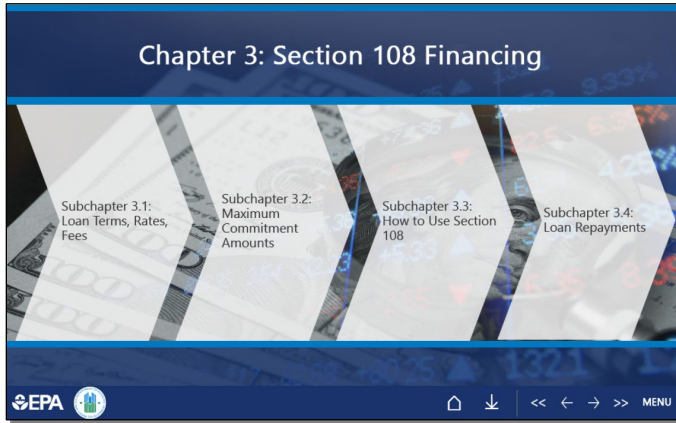 Chapter 3: Section 108 Financing
Subchapter 3.1:
Loan Terms, Rates,
Fees
Subchapter 3.2:
Maximum
Commitment
Amounts
Subchapter 3.3:
How to Use Section
108
Subchapter 3.4:
Loan Repayments
EPA
<< ← → >> MENU